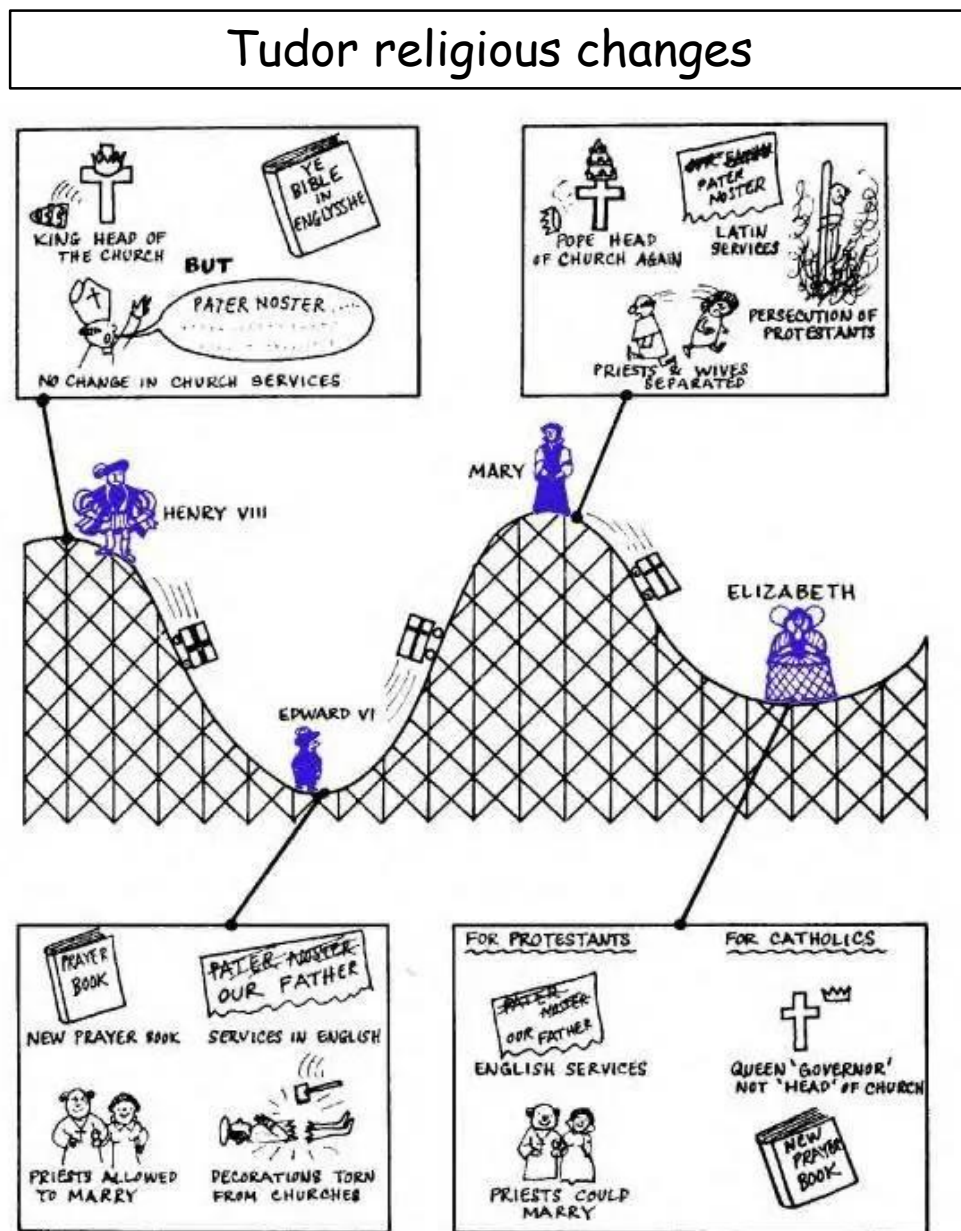 Tudor religious changes
YE
BIBLE
IN
ENGLYSSHE
KING HEAD OF
THE CHURCH
BUT
PATER NOSTER ....
NO CHANGE IN CHURCH SERVICES
PATER
NOSTER
POPE HEAD
OF CHURCH AGAIN
LATIN
SERVICES
PERSECUTION OF
PROTESTANTS
PRIESTS & WIVES
SEPARATED
HENRY VIII
MARY
ELIZABETH
EDWARD VI
PRAYER
BOOK
NEW PRAYER BOOK
PATER NOSTER
OUR FATHER
SERVICES IN ENGLISH
PRIESTS ALLOWED
TO MARRY
DECORATIONS TORN
FROM CHURCHES
FOR PROTESTANTS
PATER
NOSTER
OUR FATHER
ENGLISH SERVICES
PRIESTS COULD
MARRY
FOR CATHOLICS
QUEEN 'GOVERNOR'
NOT 'HEAD' OF CHURCH
NEW
PRAYER
BOOK